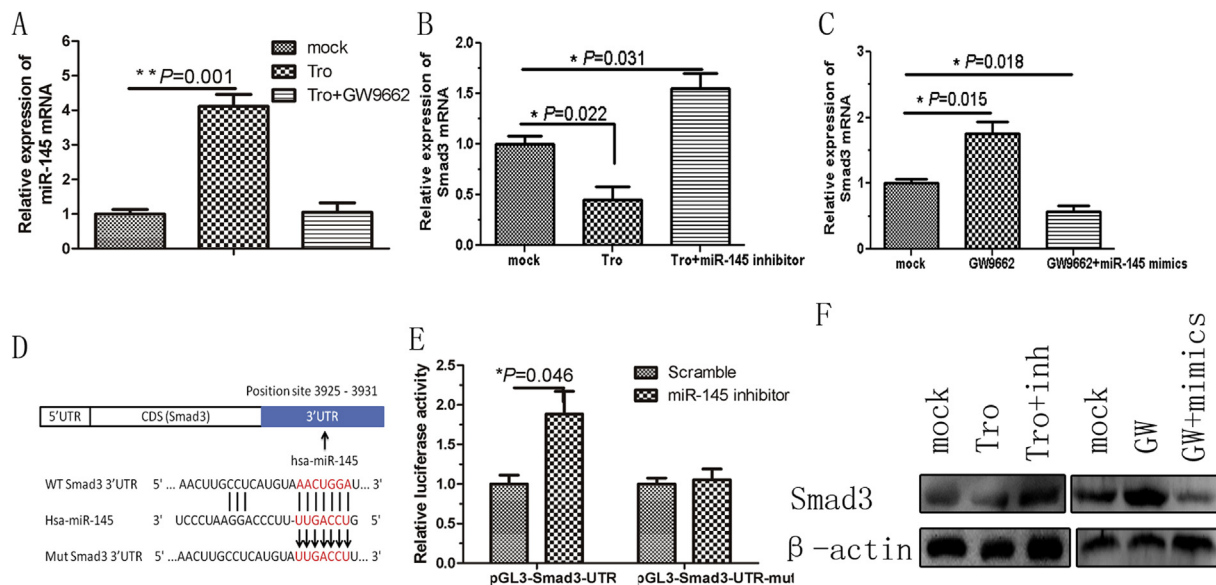 A
Relative expression of
miR-145 mRNA
6
5
4
3
2
1
0
**P=0.001
mock
Tro
Tro+GW9662
B
Relative expression of
Smad3 mRNA
2.0
1.5
1.0
0.5
0.0
* P=0.031
* P=0.022
mock
Tro
Tro+miR-145 inhibitor
C
Relative expression of
Smad3 mRNA
3
2
1
0
* P=0.018
* P=0.015
mock
GW9662
GW9662+miR-145 mimics
D
Position site 3925 - 3931
5'UTR
CDS (Smad3)
3'UTR
hsa-miR-145
WT Smad3 3'UTR 5' ... AACUUGCCUCAUGUAAACUGGAU... 3'
Hsa-miR-145 3' UCCCUAAGGACCCUU-UUGACCUG 5'
Mut Smad3 3'UTR 5' ... AACUUGCCUCAUGUAUUGACCUU... 3'
E
Relative luciferase activity
2.5
2.0
1.5
1.0
0.5
0.0
*P=0.046
Scramble
miR-145 inhibitor
pGL3-Smad3-UTR
pGL3-Smad3-UTR-mut
F
mock
Tro
Tro+inh
mock
GW
GW+mimics
Smad3
β-actin